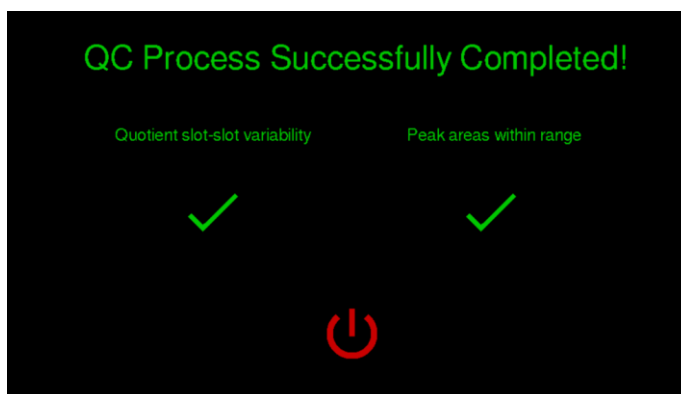 QC Process Successfully Completed!
Quotient slot-slot variability
Peak areas within range